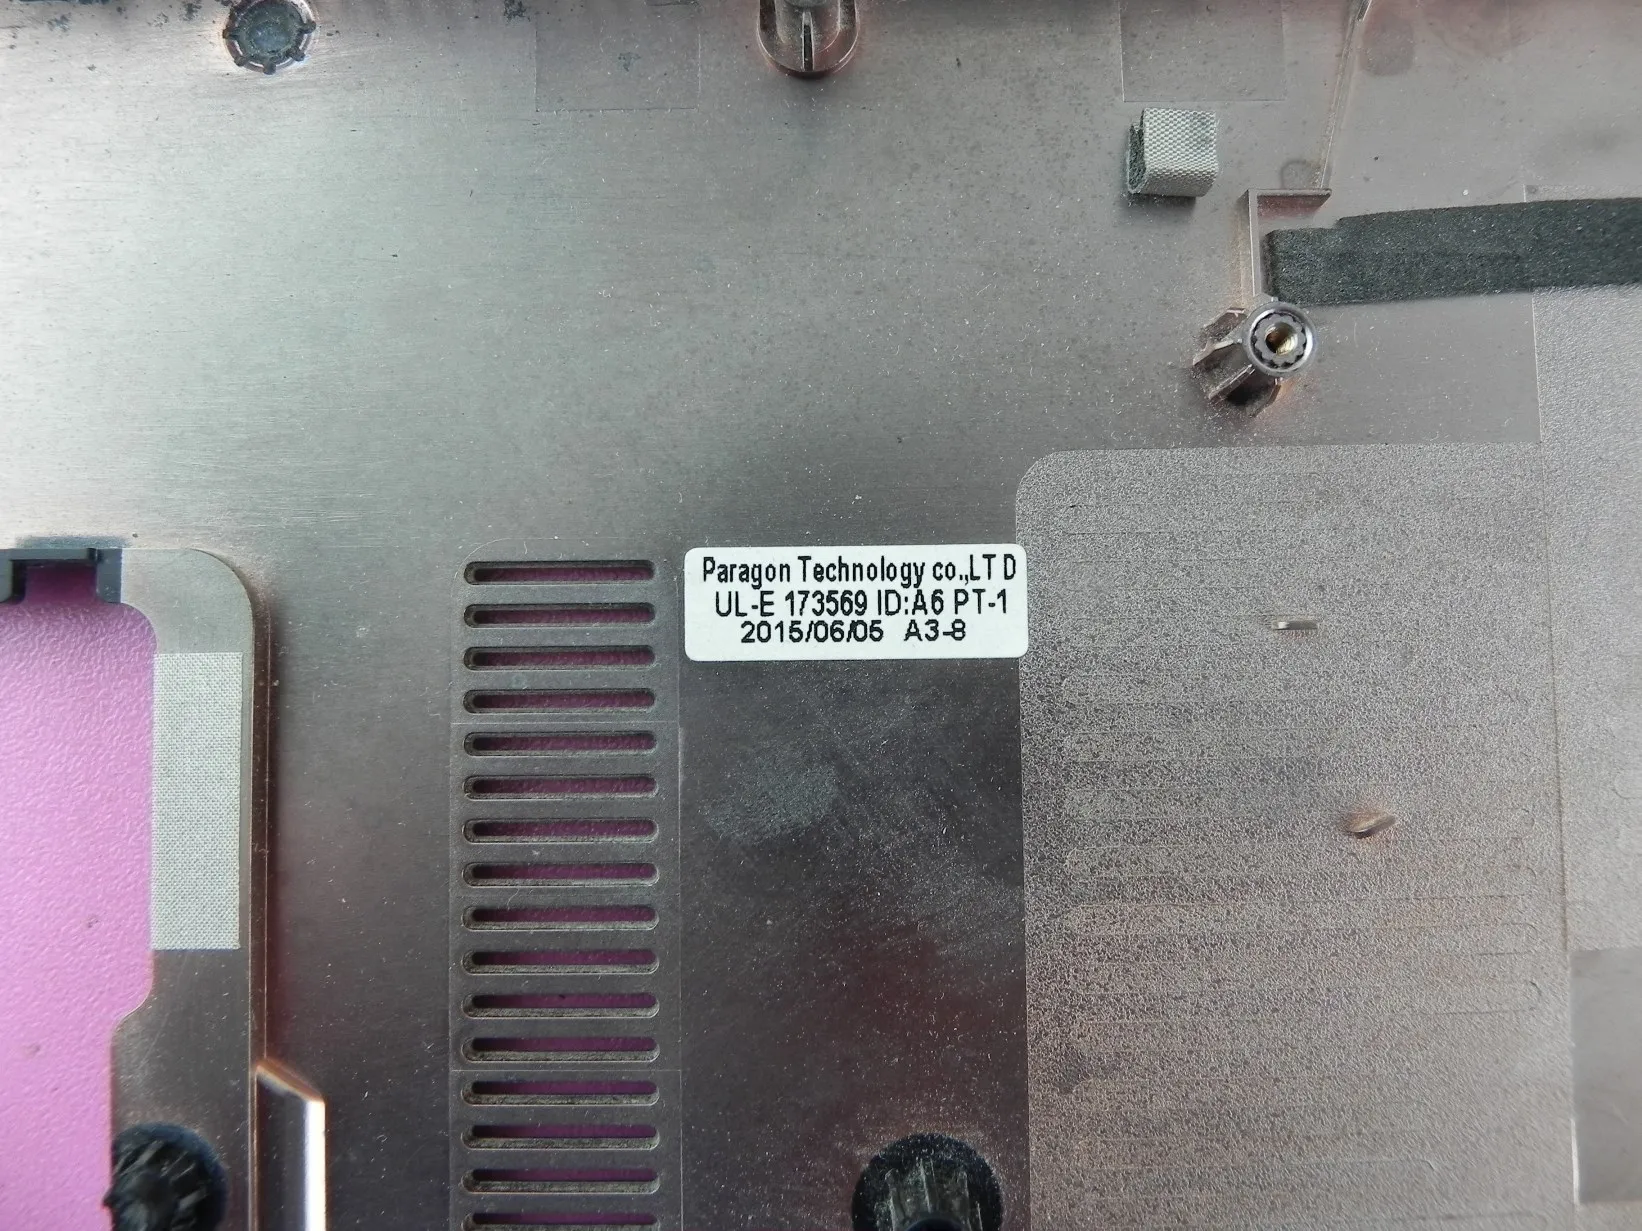 Paragon Technology co.,LT D
UL-E 173569 ID:A6 PT-1
2015/06/05 A3-8